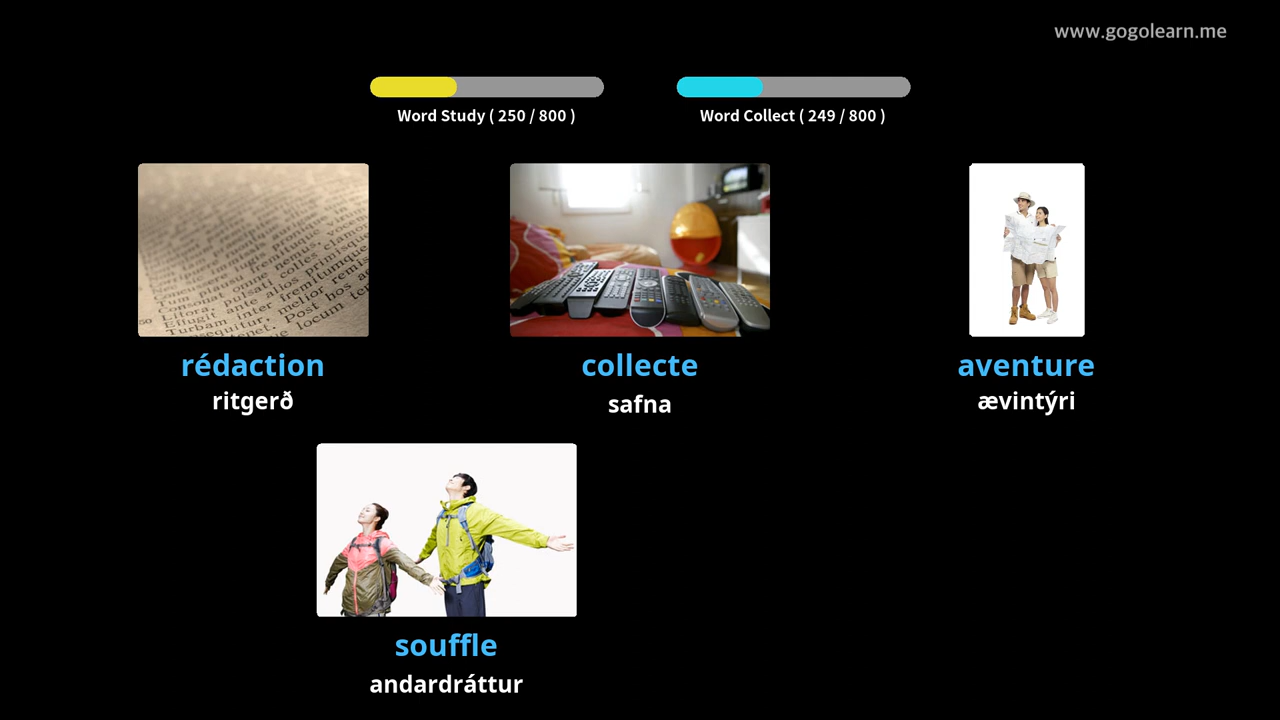 www.gogolearn.me
Word Study ( 250 / 800 )
Word Collect ( 249 / 800 )
rédaction
ritgerð
collecte
safna
aventure
ævintýri
souffle
andardráttur